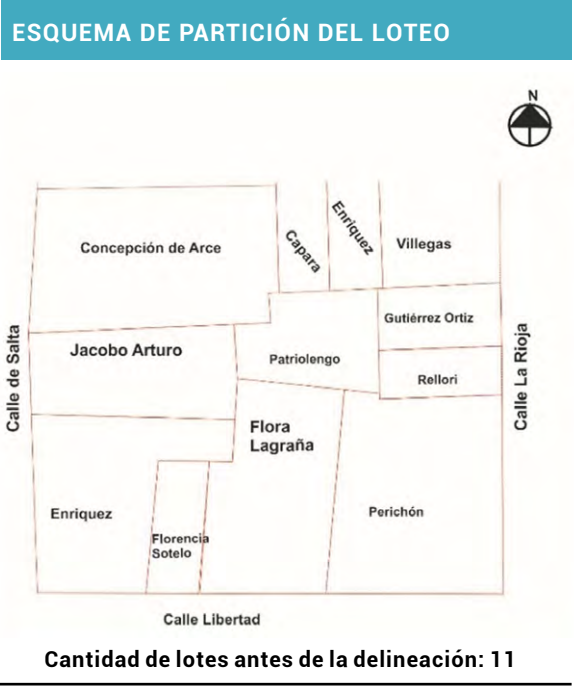 ESQUEMA DE PARTICIÓN DEL LOTEO
N
Concepción de Arce
Capara
Enriquez
Villegas
Gutiérrez Ortiz
Jacobo Arturo
Patriolengo
Rellori
Calle de Salta
Calle La Rioja
Flora
Lagraña
Enriquez
Florencia
Sotelo
Perichón
Calle Libertad
Cantidad de lotes antes de la delineación: 11